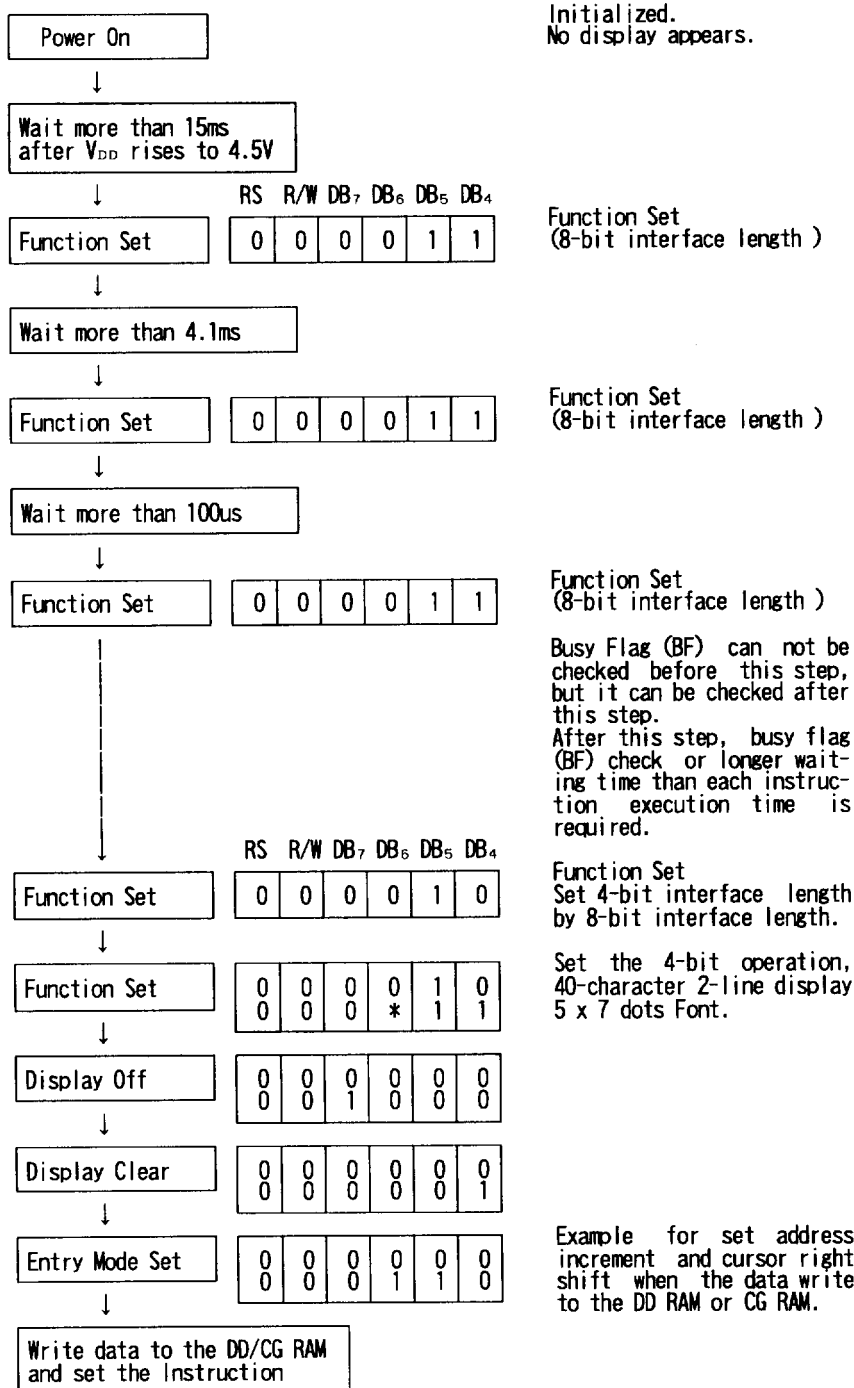 Power On
Initialized.
No display appears.
↓
Wait more than 15ms
after VDD rises to 4.5V
↓
RS R/W DB₇ DB₆ DB₅ DB₄
Function Set 0 0 0 0 1 1
Function Set
(8-bit interface length )
↓
Wait more than 4.1ms
↓
Function Set 0 0 0 0 1 1
Function Set
(8-bit interface length )
↓
Wait more than 100us
↓
Function Set 0 0 0 0 1 1
Function Set
(8-bit interface length )
Busy Flag (BF) can not be
checked before this step,
but it can be checked after
this step.
After this step, busy flag
(BF) check or longer wait-
ing time than each instruc-
tion execution time is
required.
RS R/W DB₇ DB₆ DB₅ DB₄
Function Set 0 0 0 0 1 0
Function Set
Set 4-bit interface length
by 8-bit interface length.
↓
Function Set
0 0 0 0 1 0
0 0 0 * 1 1
Set the 4-bit operation,
40-character 2-line display
5 x 7 dots Font.
↓
Display Off
0 0 0 0 0 0
0 0 1 0 0 0
↓
Display Clear
0 0 0 0 0 0
0 0 0 0 0 1
↓
Entry Mode Set
0 0 0 0 0 0
0 0 0 1 1 0
Example for set address
increment and cursor right
shift when the data write
to the DD RAM or CG RAM.
↓
Write data to the DD/CG RAM
and set the Instruction